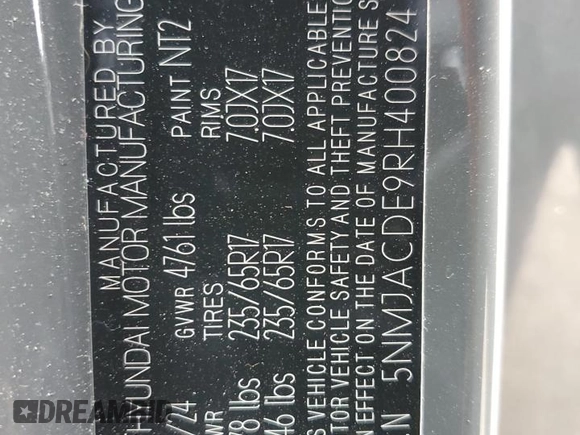 MANUFACTURED BY
HYUNDAI MOTOR MANUFACTURING
/24 GVWR 4761 lbs PAINT NT2
WR TIRES RIMS
78 lbs 235/65R17 7.0JX17
46 lbs 235/65R17 7.0JX17
S VEHICLE CONFORMS TO ALL APPLICABLE
TOR VEHICLE SAFETY AND THEFT PREVENTIO
N EFFECT ON THE DATE OF MANUFACTURE S
N 5NMJACDE9RH400824
DREAMBID